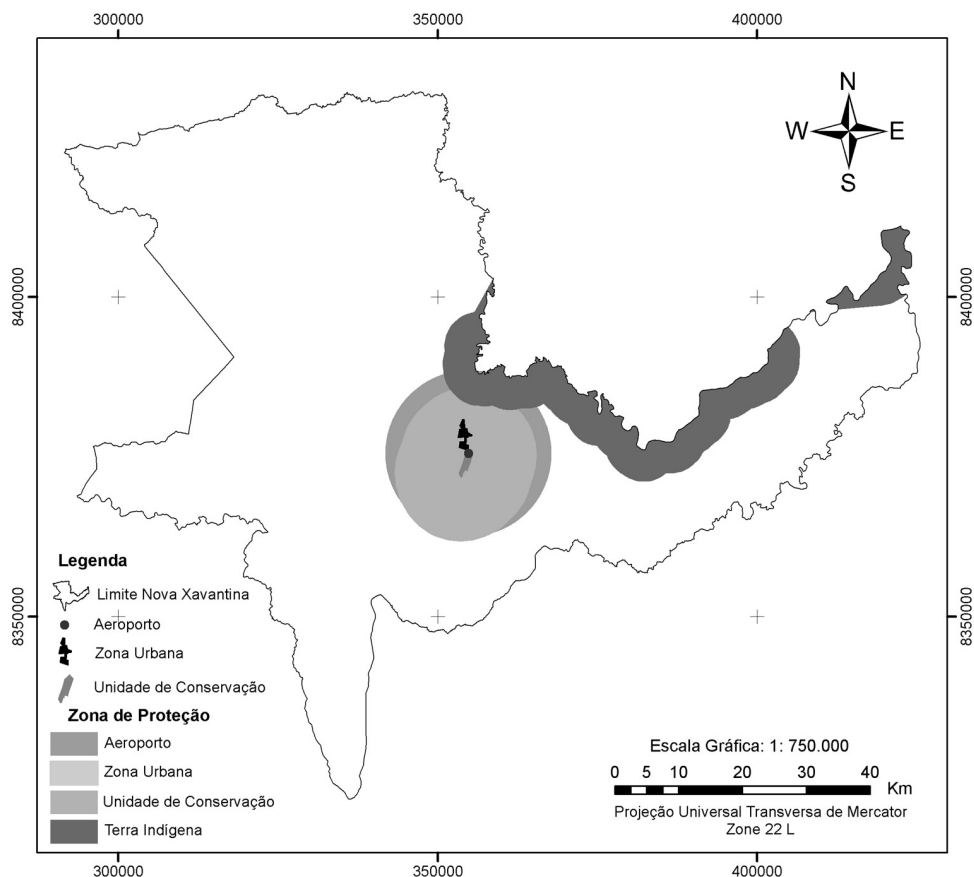 300000 350000 400000
N
W E
S
8400000 8400000
8350000 8350000
Legenda
Limite Nova Xavantina
Aeroporto
Zona Urbana
Unidade de Conservação
Zona de Proteção
Aeroporto
Zona Urbana
Unidade de Conservação
Terra Indígena
Escala Gráfica: 1: 750.000
0 5 10 20 30 40
Km
Projeção Universal Transversa de Mercator
Zone 22 L
300000 350000 400000